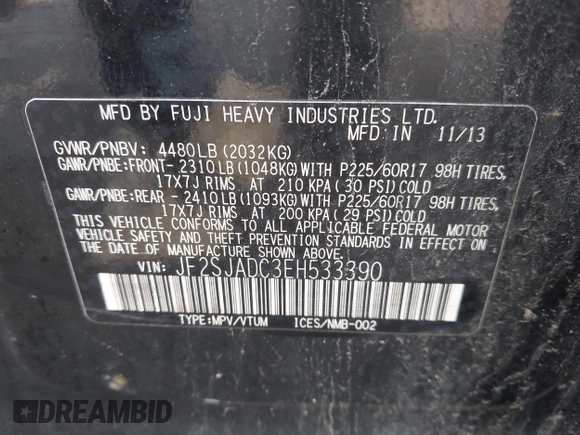 MFD BY FUJI HEAVY INDUSTRIES LTD.
MFD IN 11/13
GVWR/PNBV: 4480LB (2032KG)
GAWR/PNBE:FRONT- 2310LB (1048KG) WITH P225/60R17 98H TIRES,
17X7J RIMS AT 210 KPA (30 PSI) COLD
GAWR/PNBE:REAR - 2410LB (1093KG) WITH P225/60R17 98H TIRES,
17X7J RIMS AT 200 KPA (29 PSI) COLD
THIS VEHICLE CONFORMS TO ALL APPLICABLE FEDERAL MOTOR
VEHICLE SAFETY AND THEFT PREVENTION STANDARDS IN EFFECT ON
THE DATE OF MANUFACTURE SHOWN ABOVE.
VIN: JF2SJADC3EH533390
TYPE:MPV/VTUM ICES/NMB-002
DREAMBID